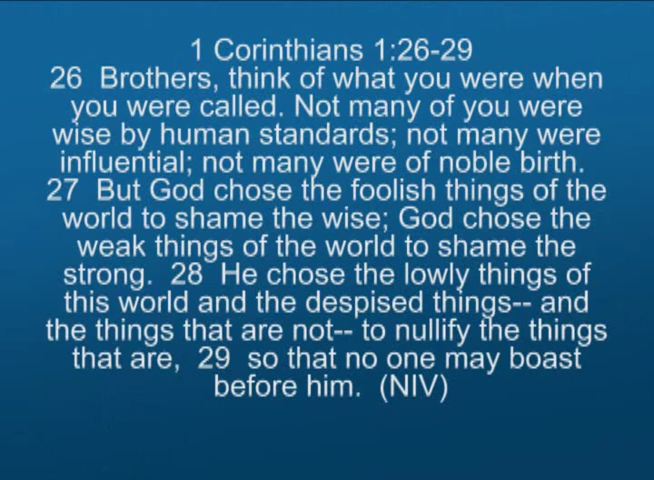 1 Corinthians 1:26-29
26  Brothers, think of what you were when
you were called. Not many of you were
wise by human standards; not many were
influential; not many were of noble birth.
27  But God chose the foolish things of the
world to shame the wise; God chose the
weak things of the world to shame the
strong.  28  He chose the lowly things of
this world and the despised things-- and
the things that are not-- to nullify the things
that are,  29  so that no one may boast
before him.  (NIV)